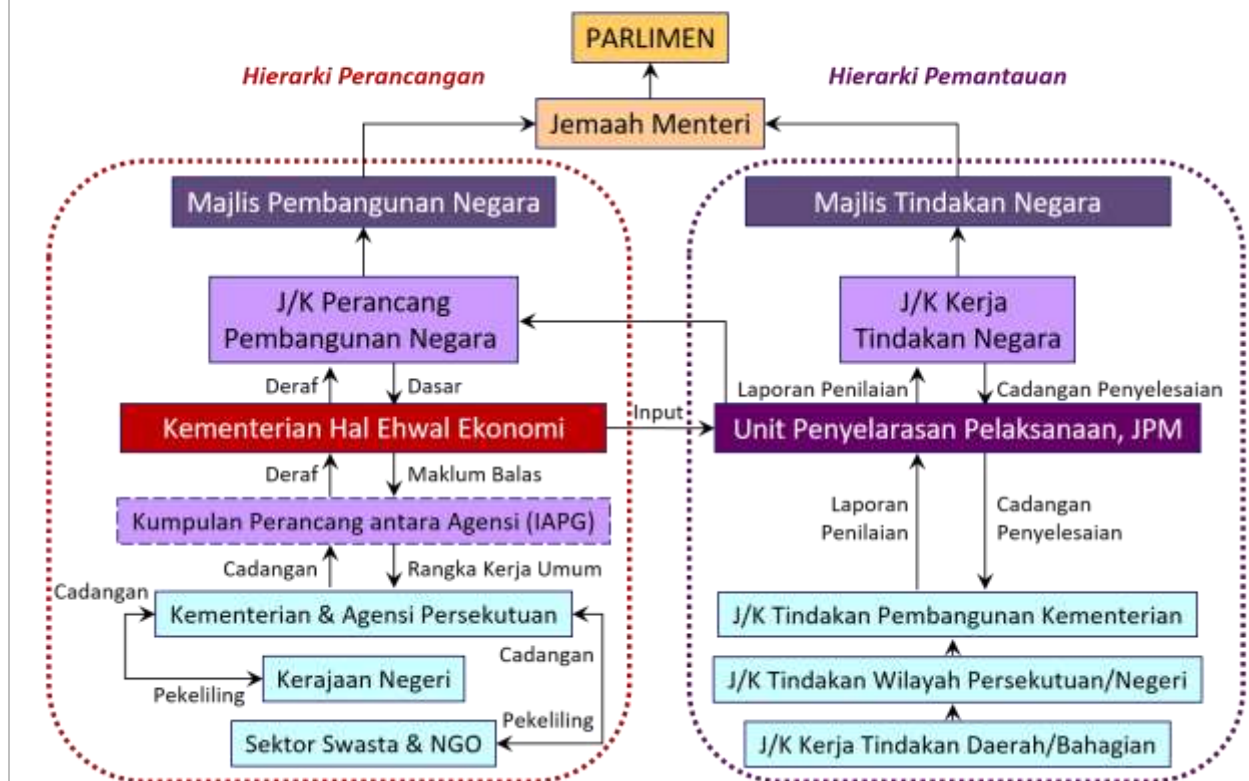 PARLIMEN
Hierarki Perancangan
Hierarki Pemantauan
Jemaah Menteri
Majlis Pembangunan Negara
J/K Perancang
Pembangunan Negara
Deraf
Dasar
Kementerian Hal Ehwal Ekonomi
Input
Deraf
Maklum Balas
Kumpulan Perancang antara Agensi (IAPG)
Cadangan
Rangka Kerja Umum
Cadangan
Kementerian & Agensi Persekutuan
Cadangan
Kerajaan Negeri
Pekeliling
Pekeliling
Sektor Swasta & NGO
Majlis Tindakan Negara
J/K Kerja
Tindakan Negara
Laporan Penilaian
Cadangan Penyelesaian
Unit Penyelarasan Pelaksanaan, JPM
Laporan
Penilaian
Cadangan
Penyelesaian
J/K Tindakan Pembangunan Kementerian
J/K Tindakan Wilayah Persekutuan/Negeri
J/K Kerja Tindakan Daerah/Bahagian